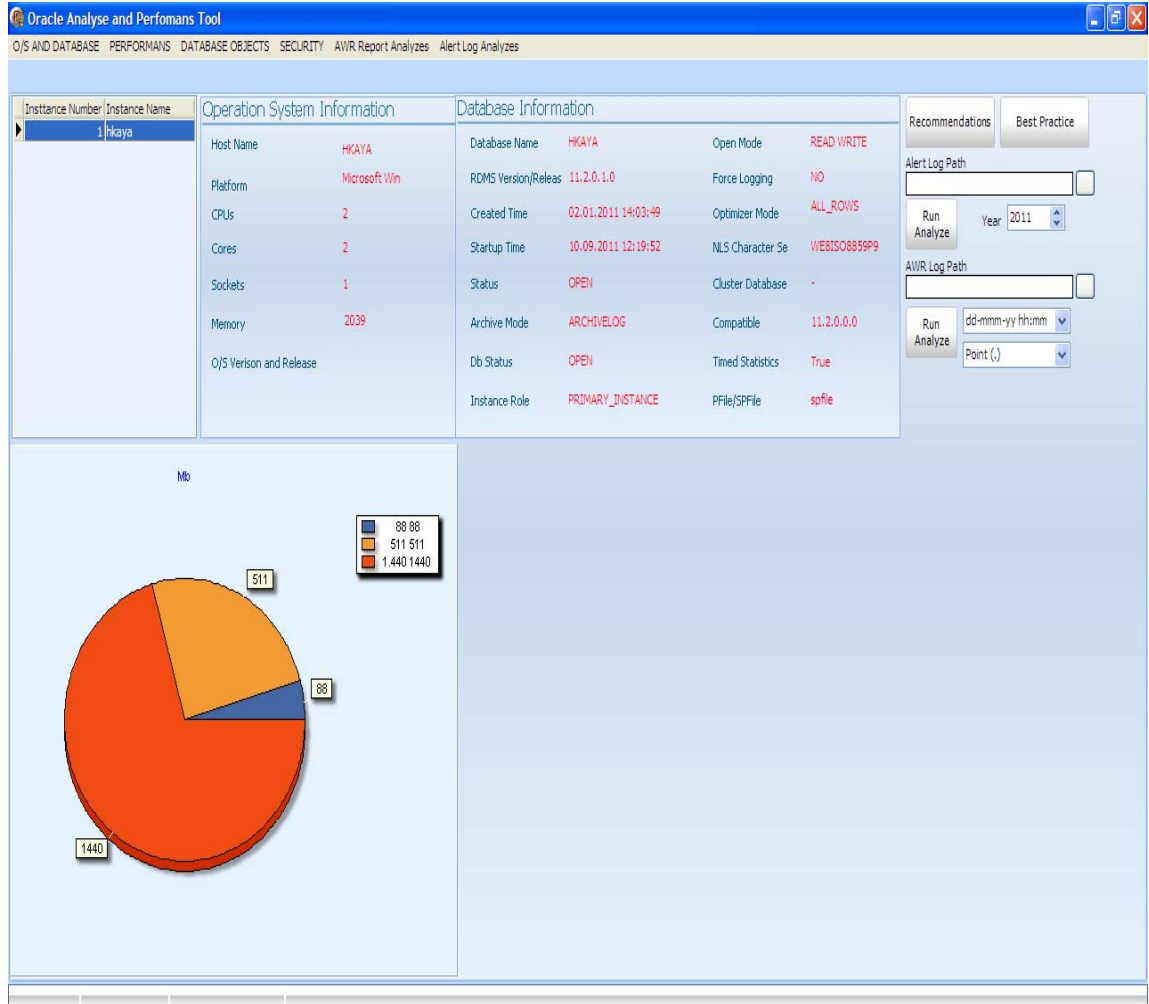 Oracle Analyse and Perfomans Tool
O/S AND DATABASE PERFORMANS DATABASE OBJECTS SECURITY AWR Report Analyzes Alert Log Analyzes
Insttance Number Instance Name
1 hkaya
Operation System Information
Host Name HKAYA
Platform Microsoft Win
CPUs 2
Cores 2
Sockets 1
Memory 2039
O/S Verison and Release
Database Information
Database Name HKAYA Open Mode READ WRITE
RDMS Version/Releas 11.2.0.1.0 Force Logging NO
Created Time 02.01.2011 14:03:49 Optimizer Mode ALL_ROWS
Startup Time 10.09.2011 12:19:52 NLS Character Se WE8ISO8859P9
Status OPEN Cluster Database -
Archive Mode ARCHIVELOG Compatible 11.2.0.0.0
Db Status OPEN Timed Statistics True
Instance Role PRIMARY_INSTANCE PFile/SPFile spfile
Recommendations Best Practice
Alert Log Path
Run Analyze Year 2011
AWR Log Path
Run Analyze dd-mmm-yy hh:mm
Point (,)
Mb
88 88
511 511
1.440 1440
511
88
1440